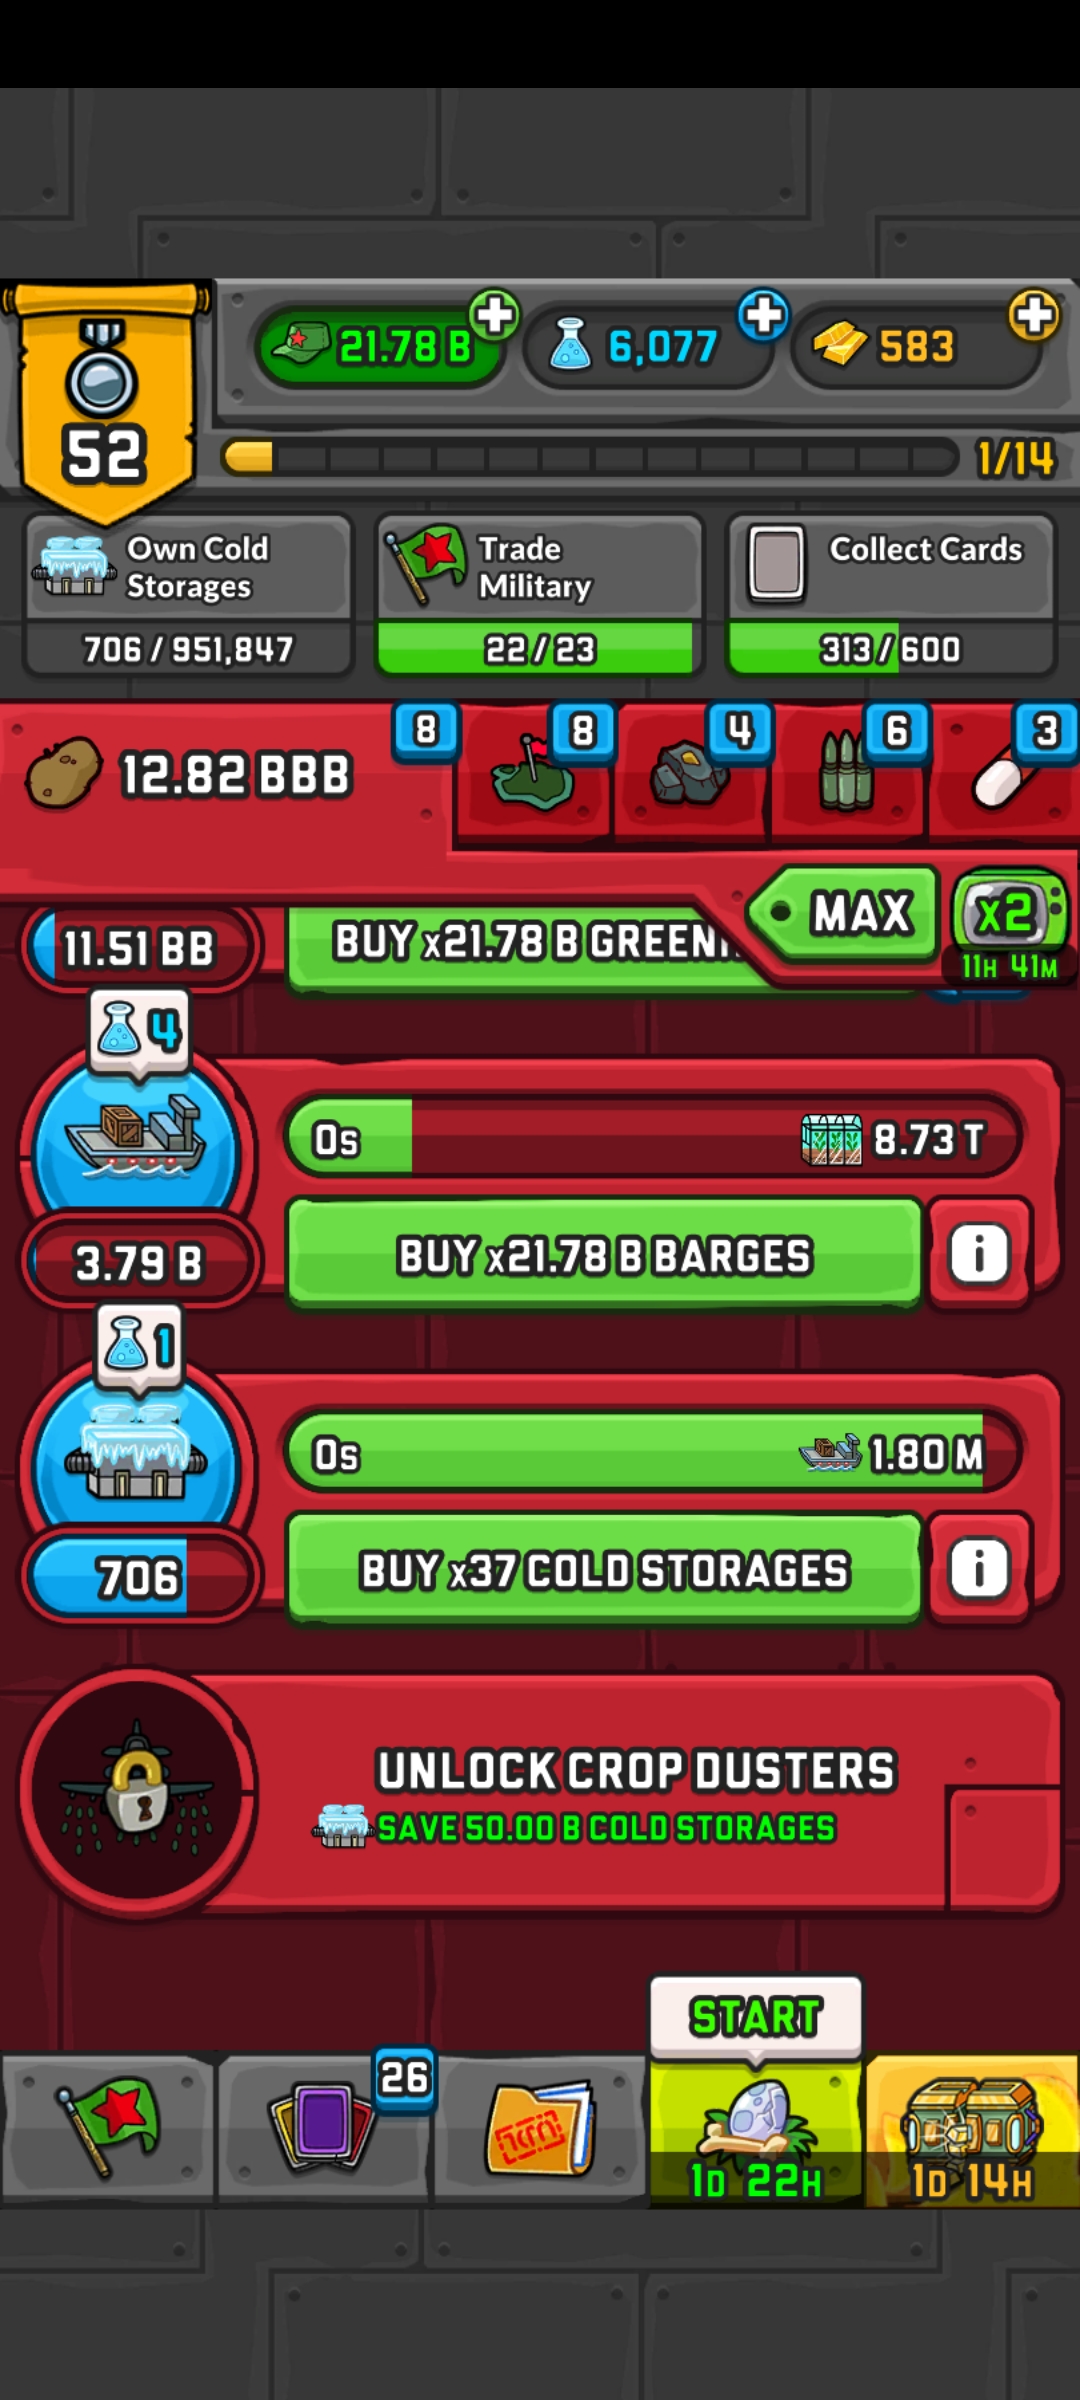 21.78 B
6,077
583
52
1/14
Own Cold
Storages
706 / 951,847
Trade
Military
22 / 23
Collect Cards
313 / 600
12.82 BBB
8
8
4
6
3
MAX
x2
11H 41M
11.51 BB
BUY x21.78 B
4
0s
8.73 T
3.79 B
BUY x21.78 B BARGES
i
1
0s
1.80 M
706
BUY x37 COLD STORAGES
i
UNLOCK CROP DUSTERS
SAVE 50.00 B COLD STORAGES
START
26
1D 22H
1D 14H